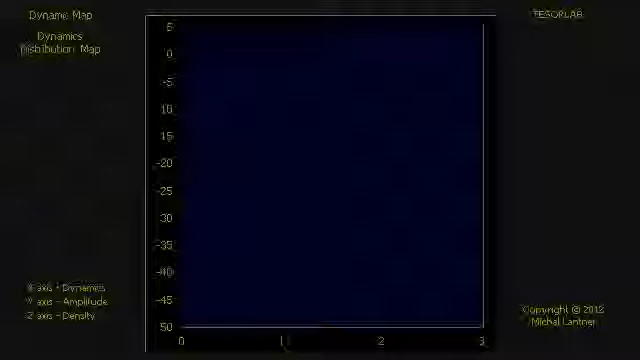 Dyname Map
Dynamics
Distribution Map
TESORLAB
5
0
-5
10
15
-20
-25
-30
-35
-40
-45
50
0
1
2
3
X axis - Dynamics
Y axis - Amplitude
Z axis - Density
Copyright © 2012
Michal Lantner